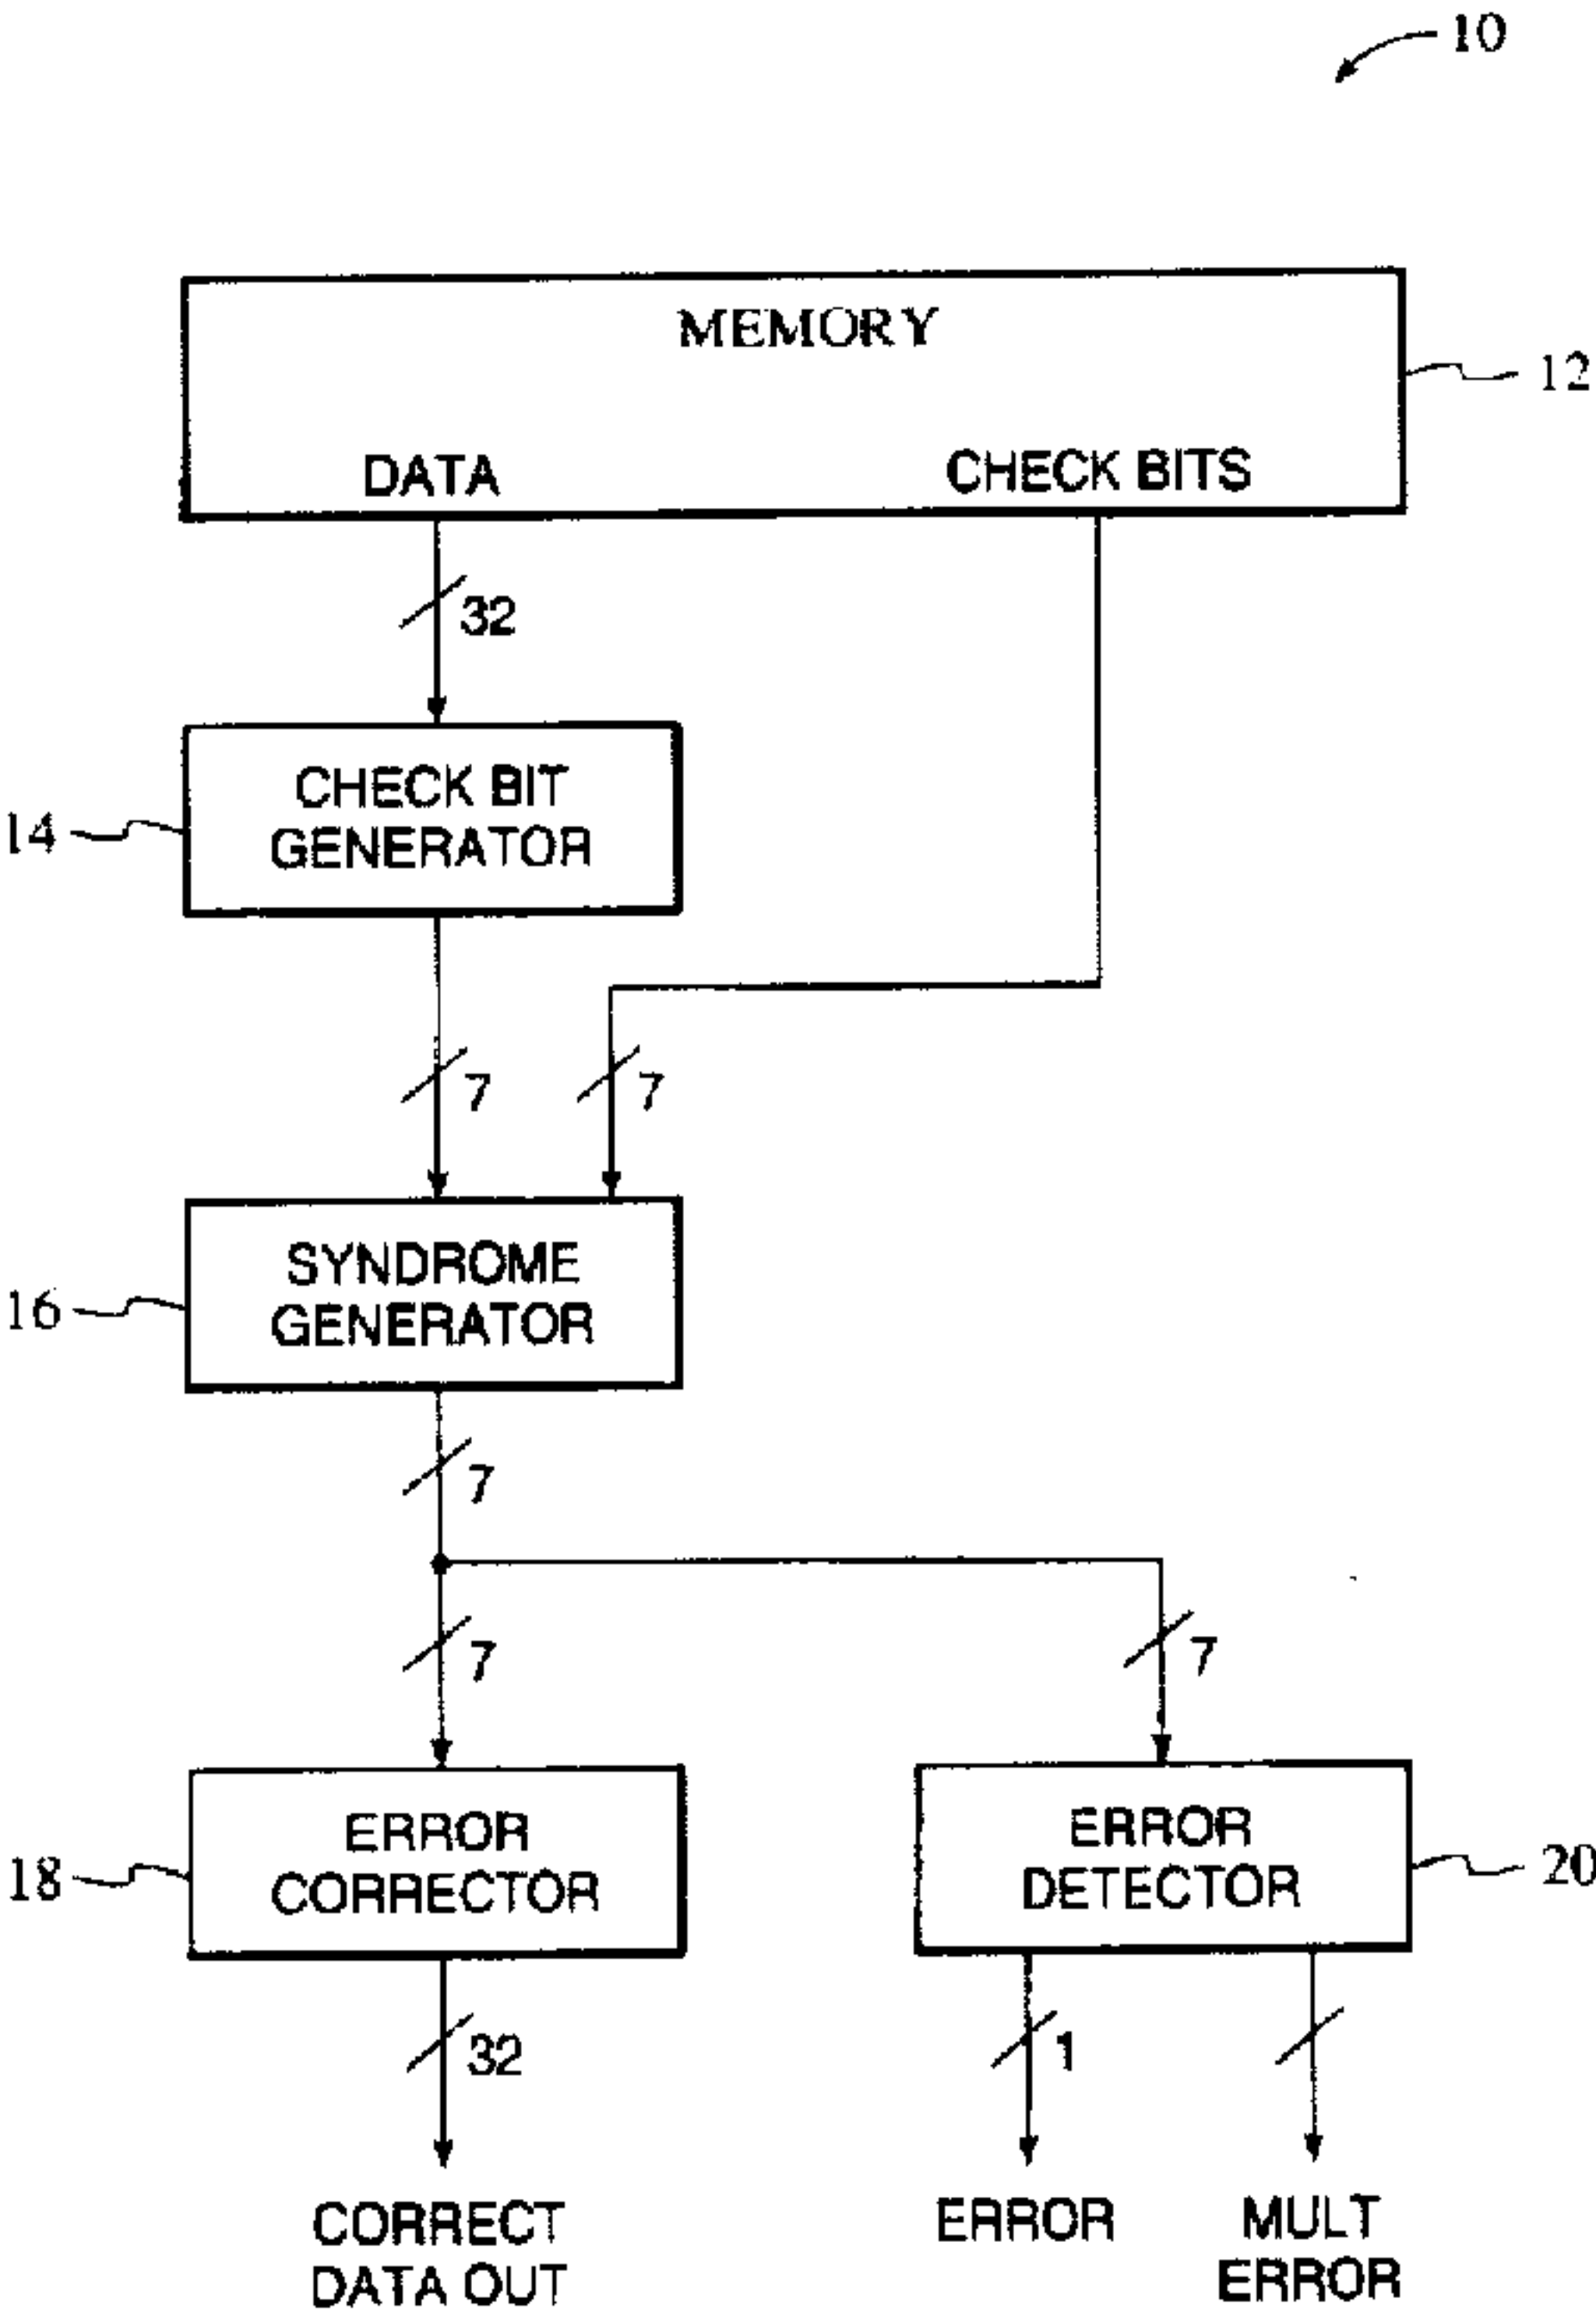 10
MEMORY
12
DATA
CHECK BITS
32
CHECK BIT
GENERATOR
14
7
7
SYNDROME
GENERATOR
16
7
7
7
ERROR
CORRECTOR
18
ERROR
DETECTOR
20
32
1
CORRECT
DATA OUT
ERROR
MULT
ERROR